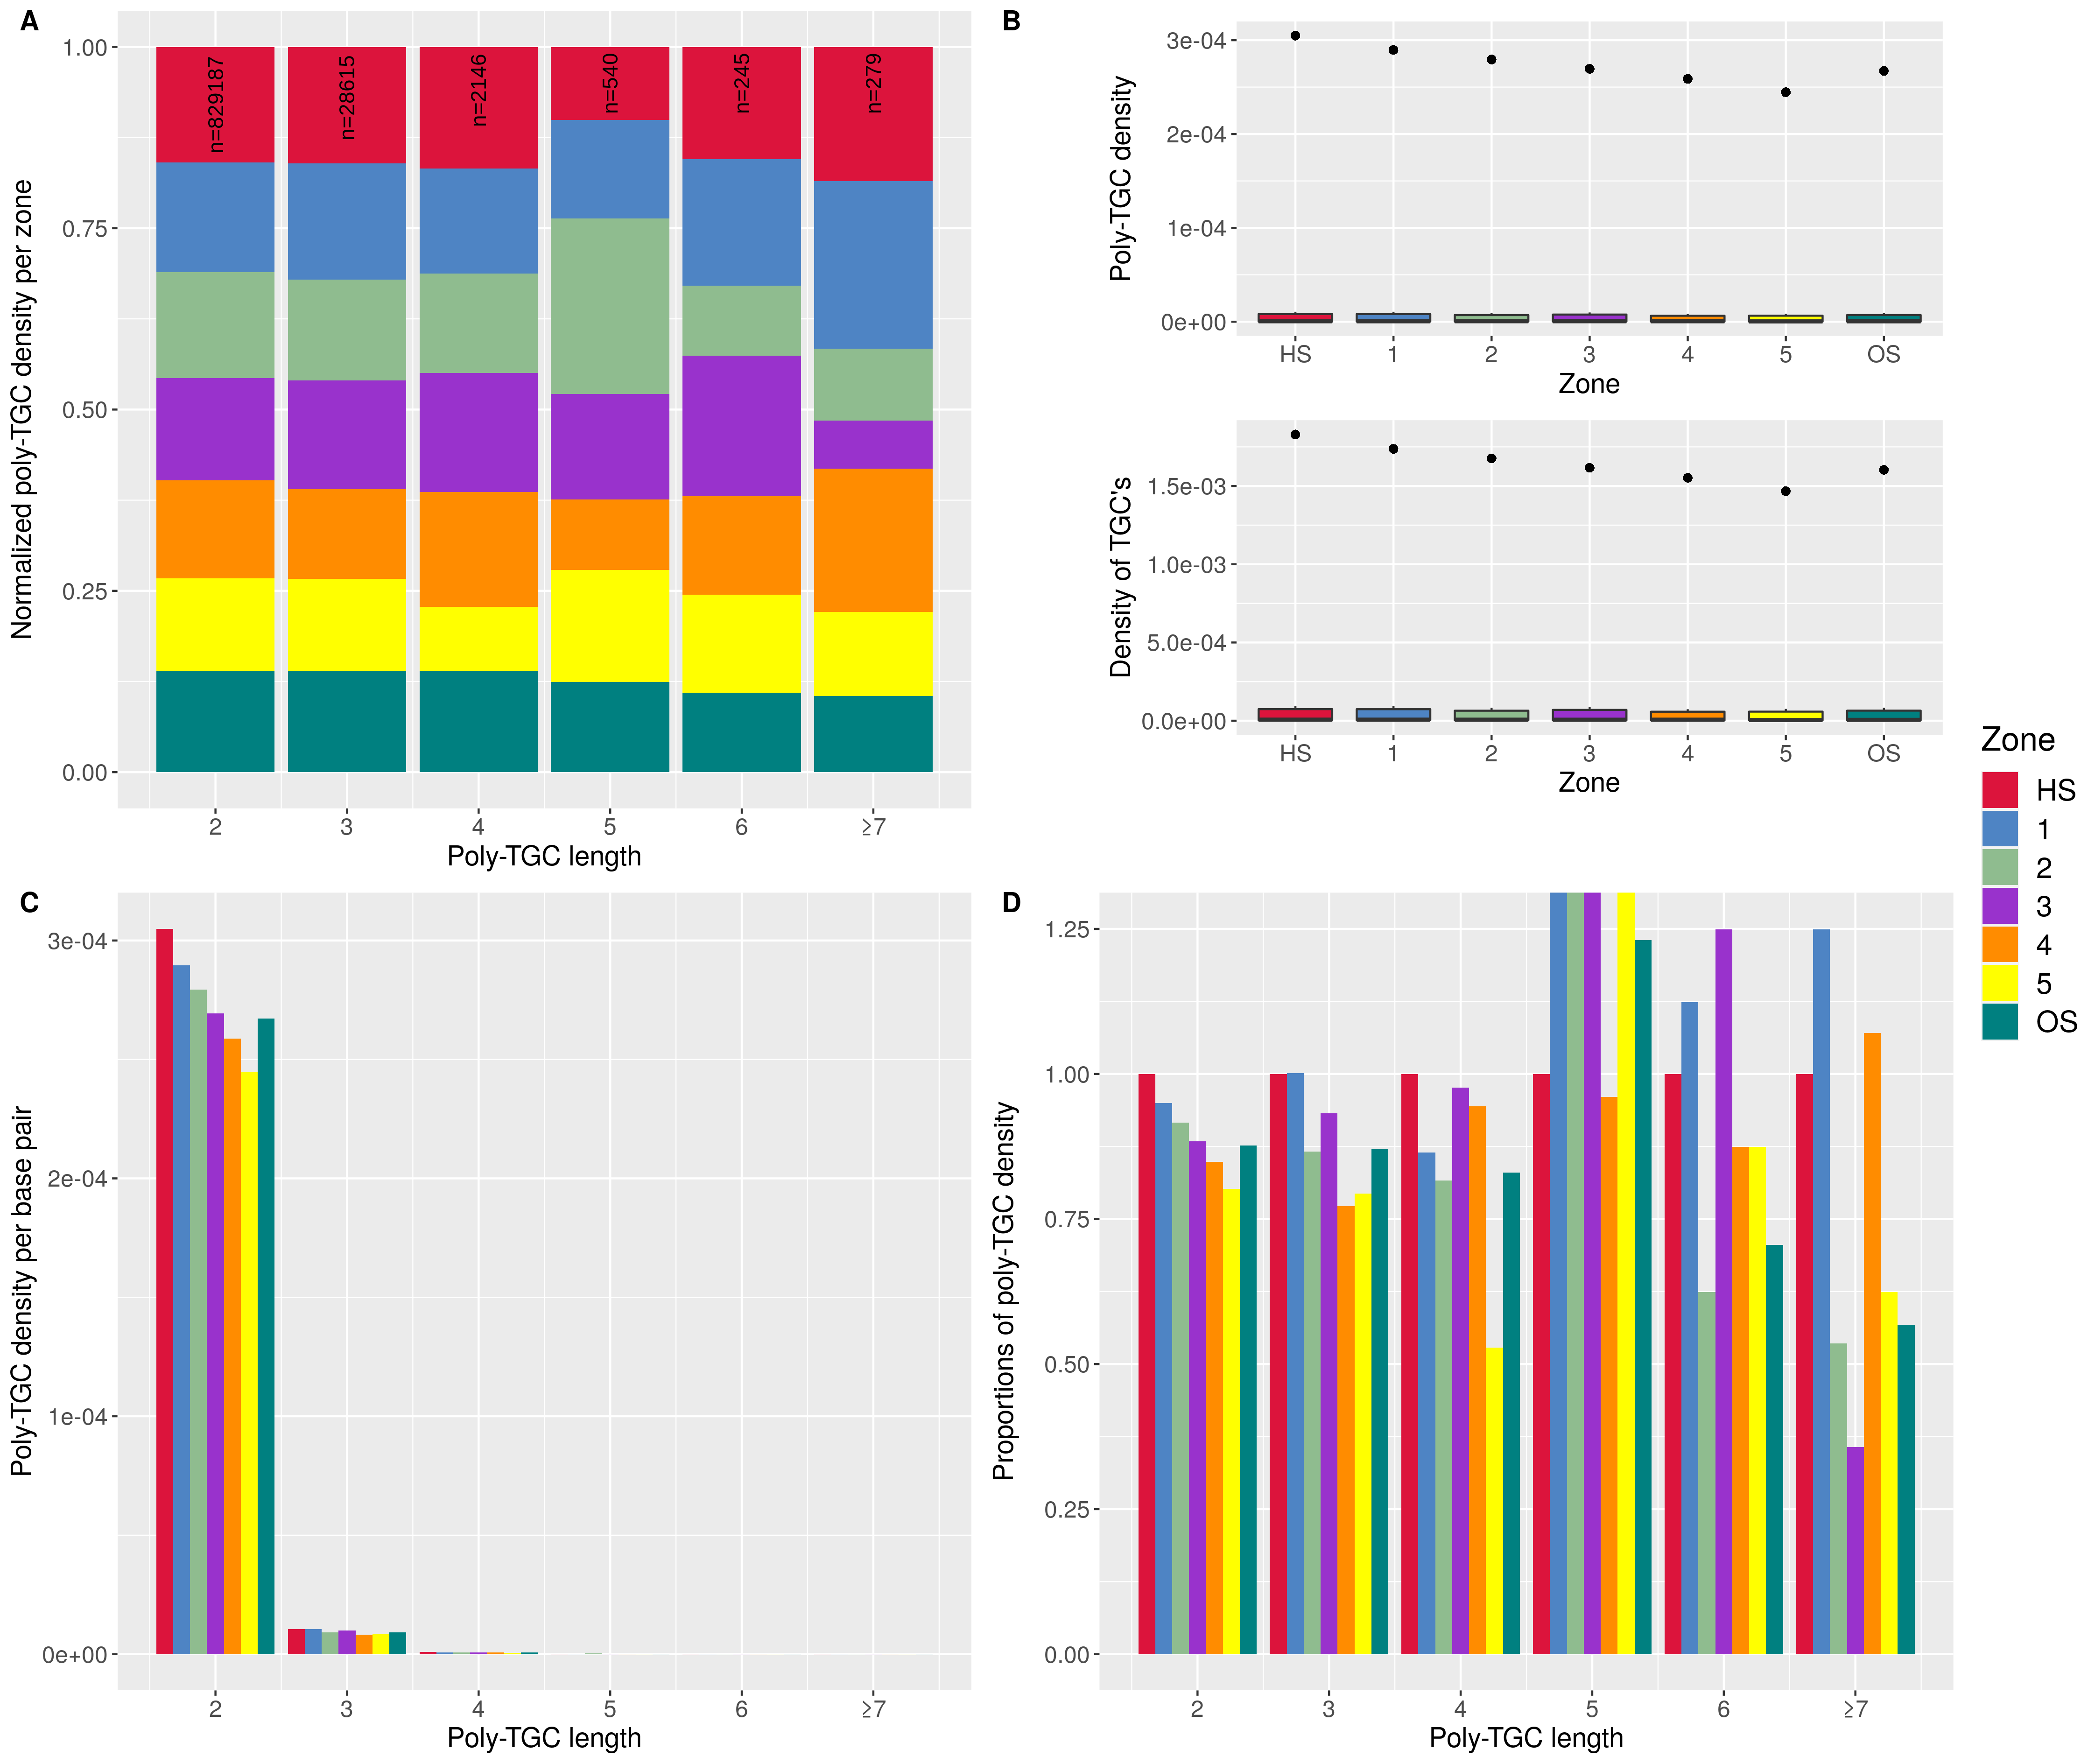 A
Normalized poly-TGC density per zone
1.00
0.75
0.50
0.25
0.00
n=829187
n=28615
n=2146
n=540
n=245
n=279
2 3 4 5 6 ≥7
Poly-TGC length
B
Poly-TGC density
3e-04
2e-04
1e-04
0e+00
HS 1 2 3 4 5 OS
Zone
Density of TGC's
1.5e-03
1.0e-03
5.0e-04
0.0e+00
HS 1 2 3 4 5 OS
Zone
Zone
HS
1
2
3
4
5
OS
C
Poly-TGC density per base pair
3e-04
2e-04
1e-04
0e+00
2 3 4 5 6 ≥7
Poly-TGC length
D
Proportions of poly-TGC density
1.25
1.00
0.75
0.50
0.25
0.00
2 3 4 5 6 ≥7
Poly-TGC length